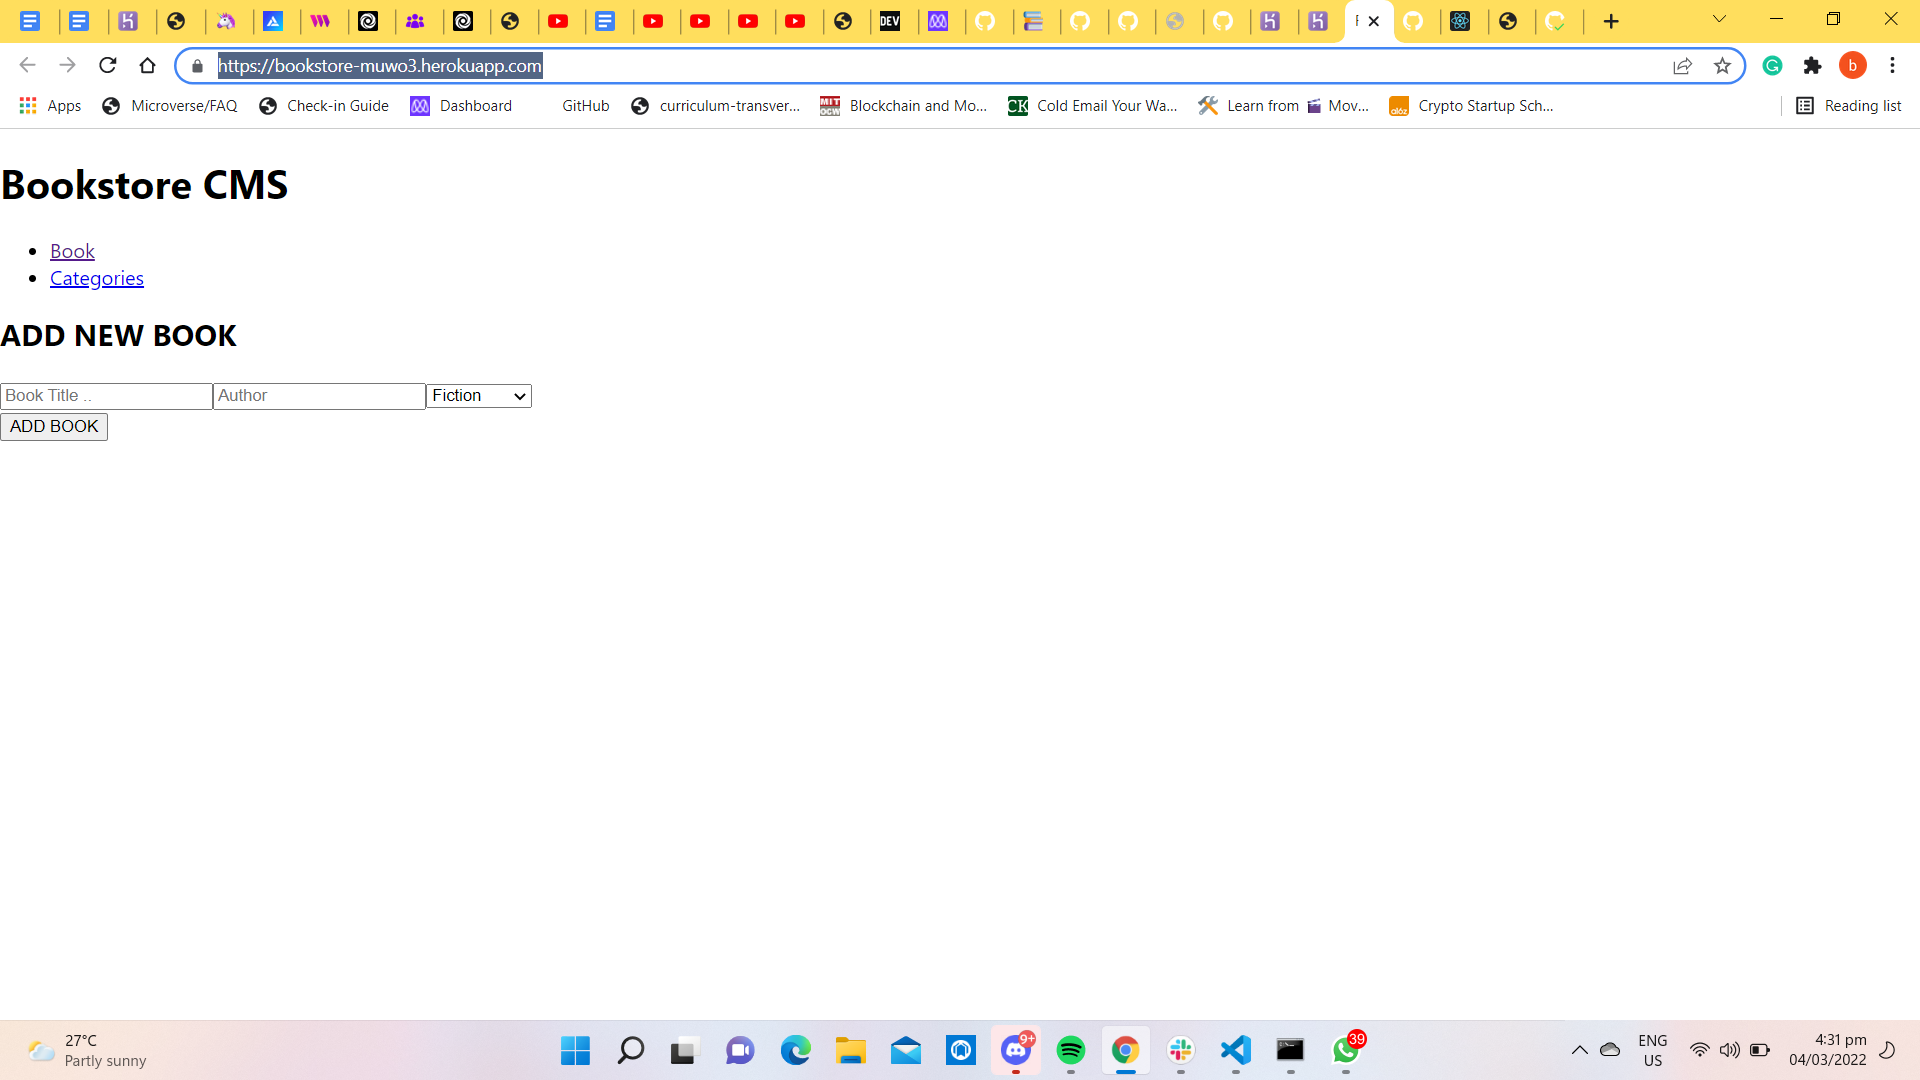 https://bookstore-muwo3.herokuapp.com
b
Apps
Microverse/FAQ
Check-in Guide
Dashboard
GitHub
curriculum-transver...
Blockchain and Mo...
Cold Email Your Wa...
Learn from 🎬 Mov...
Crypto Startup Sch...
Reading list
Bookstore CMS
Book
Categories
ADD NEW BOOK
Book Title ..
Author
Fiction
ADD BOOK
27°C
Partly sunny
9+
39
ENG
US
4:31 pm
04/03/2022